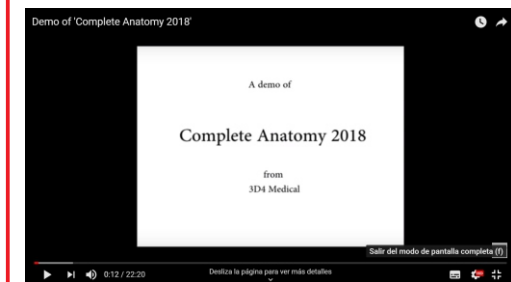 Demo of 'Complete Anatomy 2018'
A demo of
Complete Anatomy 2018
from
3D4 Medical
Salir del modo de pantalla completa (f)
0:12 / 22:20
Desliza la página para ver más detalles